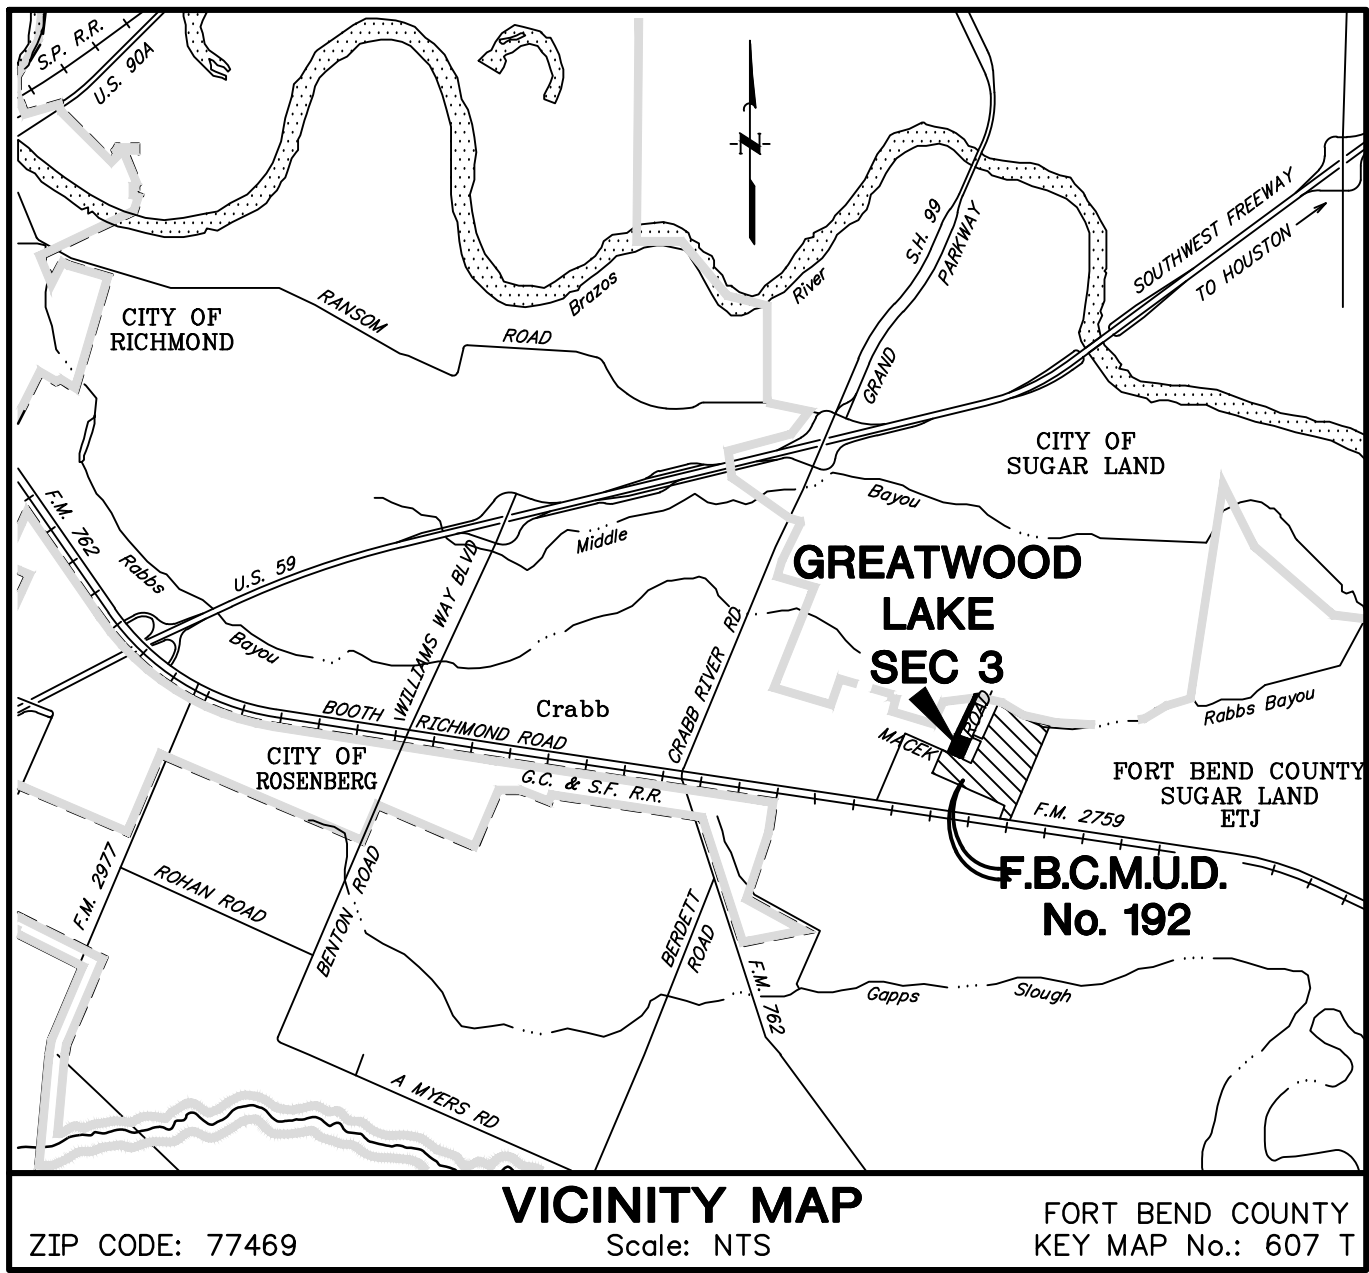 S.P. R.R.
U.S. 90A
N
S.H. 99
GRAND
PARKWAY
SOUTHWEST FREEWAY
TO HOUSTON
Brazos
River
CITY OF
RICHMOND
RANSOM
ROAD
CITY OF
SUGAR LAND
F.M. 762
Rabbs
Bayou
U.S. 59
WILLIAMS WAY BLVD
Middle
Bayou
GREATWOOD
LAKE
SEC 3
CRABB RIVER RD
Crabb
BOOTH
RICHMOND ROAD
MACEK
ROAD
Rabbs Bayou
CITY OF
ROSENBERG
G.C. & S.F. R.R.
FORT BEND COUNTY
SUGAR LAND
ETJ
F.M. 2759
F.B.C.M.U.D.
No. 192
F.M. 2977
ROHAN ROAD
BENTON ROAD
BERDETT
ROAD
F.M. 762
Gapps
Slough
A MYERS RD
VICINITY MAP
Scale: NTS
ZIP CODE: 77469
FORT BEND COUNTY
KEY MAP No.: 607 T